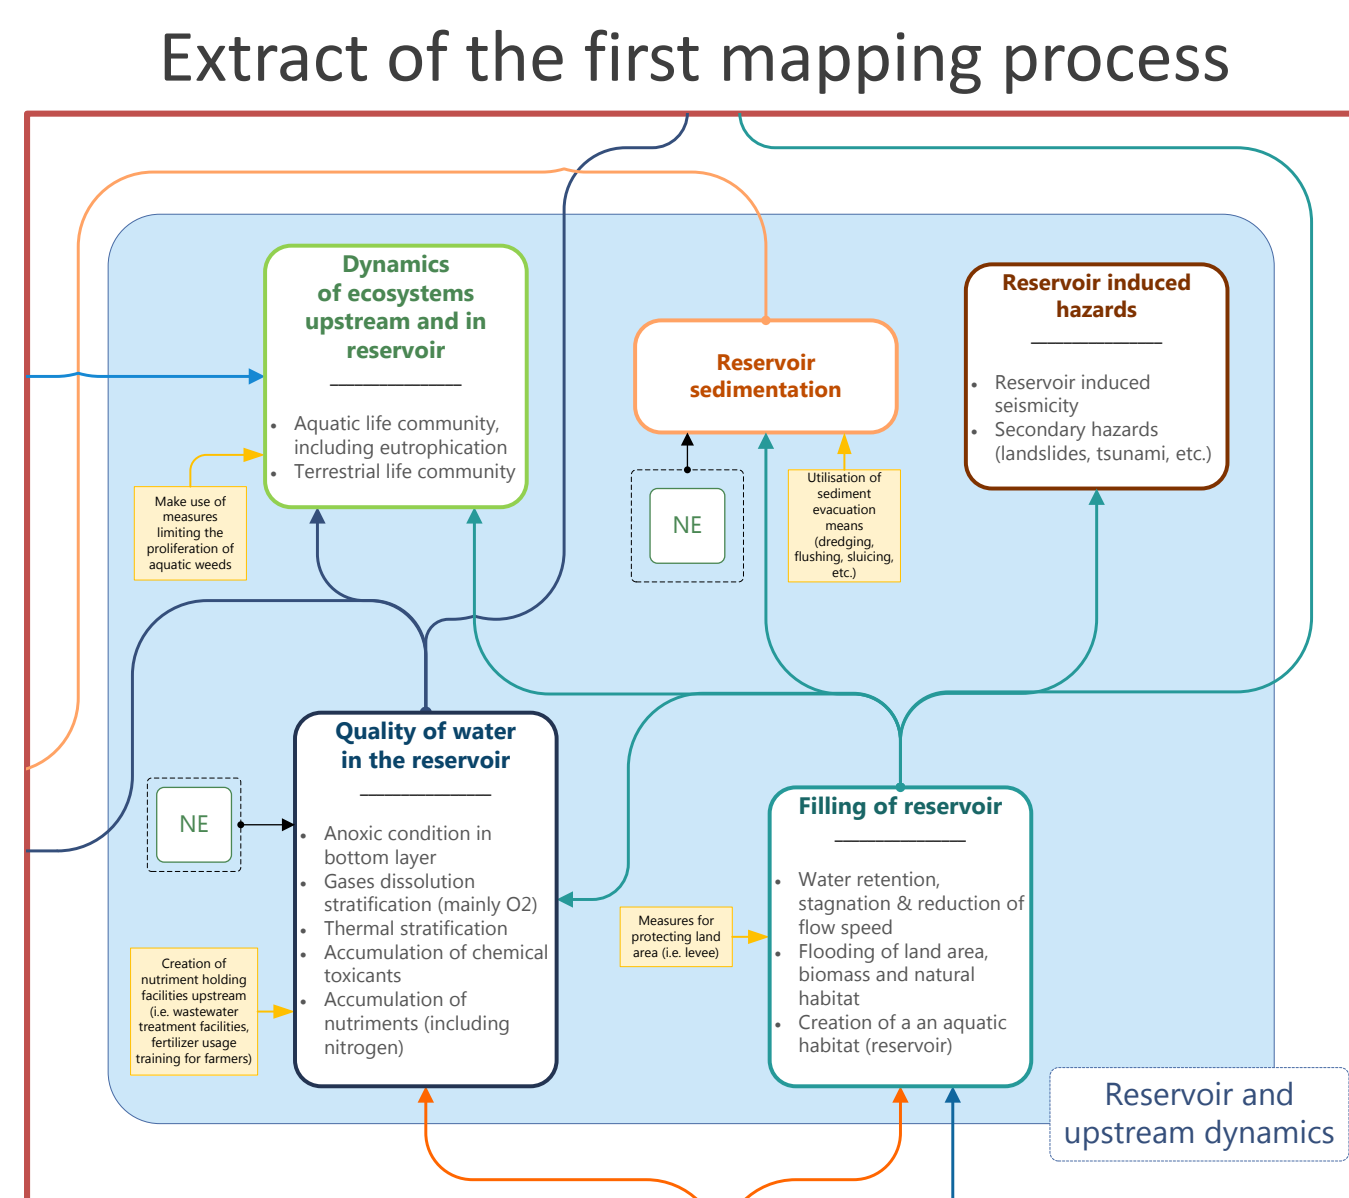 Extract of the first mapping process
Dynamics
of ecosystems
upstream and in
reservoir
Aquatic life community,
including eutrophication
Terrestrial life community
Reservoir
sedimentation
Reservoir induced
hazards
Reservoir induced
seismicity
Secondary hazards
(landslides, tsunami, etc.)
Make use of
measures
limiting the
proliferation of
aquatic weeds
NE
Utilisation of
sediment
evacuation
means
(dredging,
flushing, sluicing,
etc.)
Quality of water
in the reservoir
Anoxic condition in
bottom layer
Gases dissolution
stratification (mainly O2)
Thermal stratification
Accumulation of chemical
toxicants
Accumulation of
nutriments (including
nitrogen)
NE
Creation of
nutriment holding
facilities upstream
(i.e. wastewater
treatment facilities,
fertilizer usage
training for farmers)
Filling of reservoir
Water retention,
stagnation & reduction of
flow speed
Flooding of land area,
biomass and natural
habitat
Creation of a an aquatic
habitat (reservoir)
Measures for
protecting land
area (i.e. levee)
Reservoir and
upstream dynamics